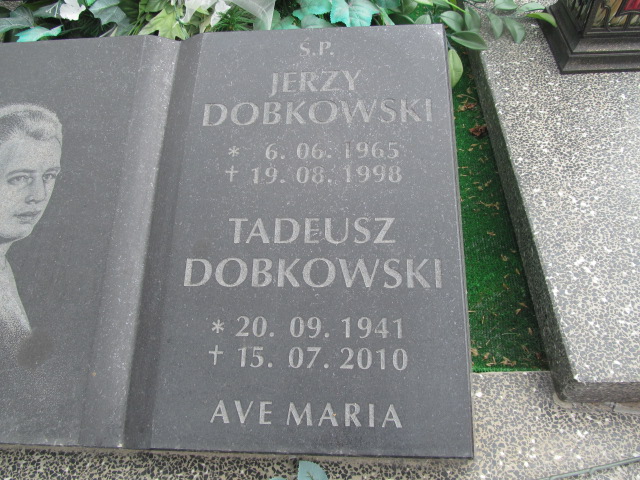 Ś.P.
JERZY
DOBKOWSKI
* 6. 06. 1965
† 19. 08. 1998
TADEUSZ
DOBKOWSKI
* 20. 09. 1941
† 15. 07. 2010
AVE MARIA